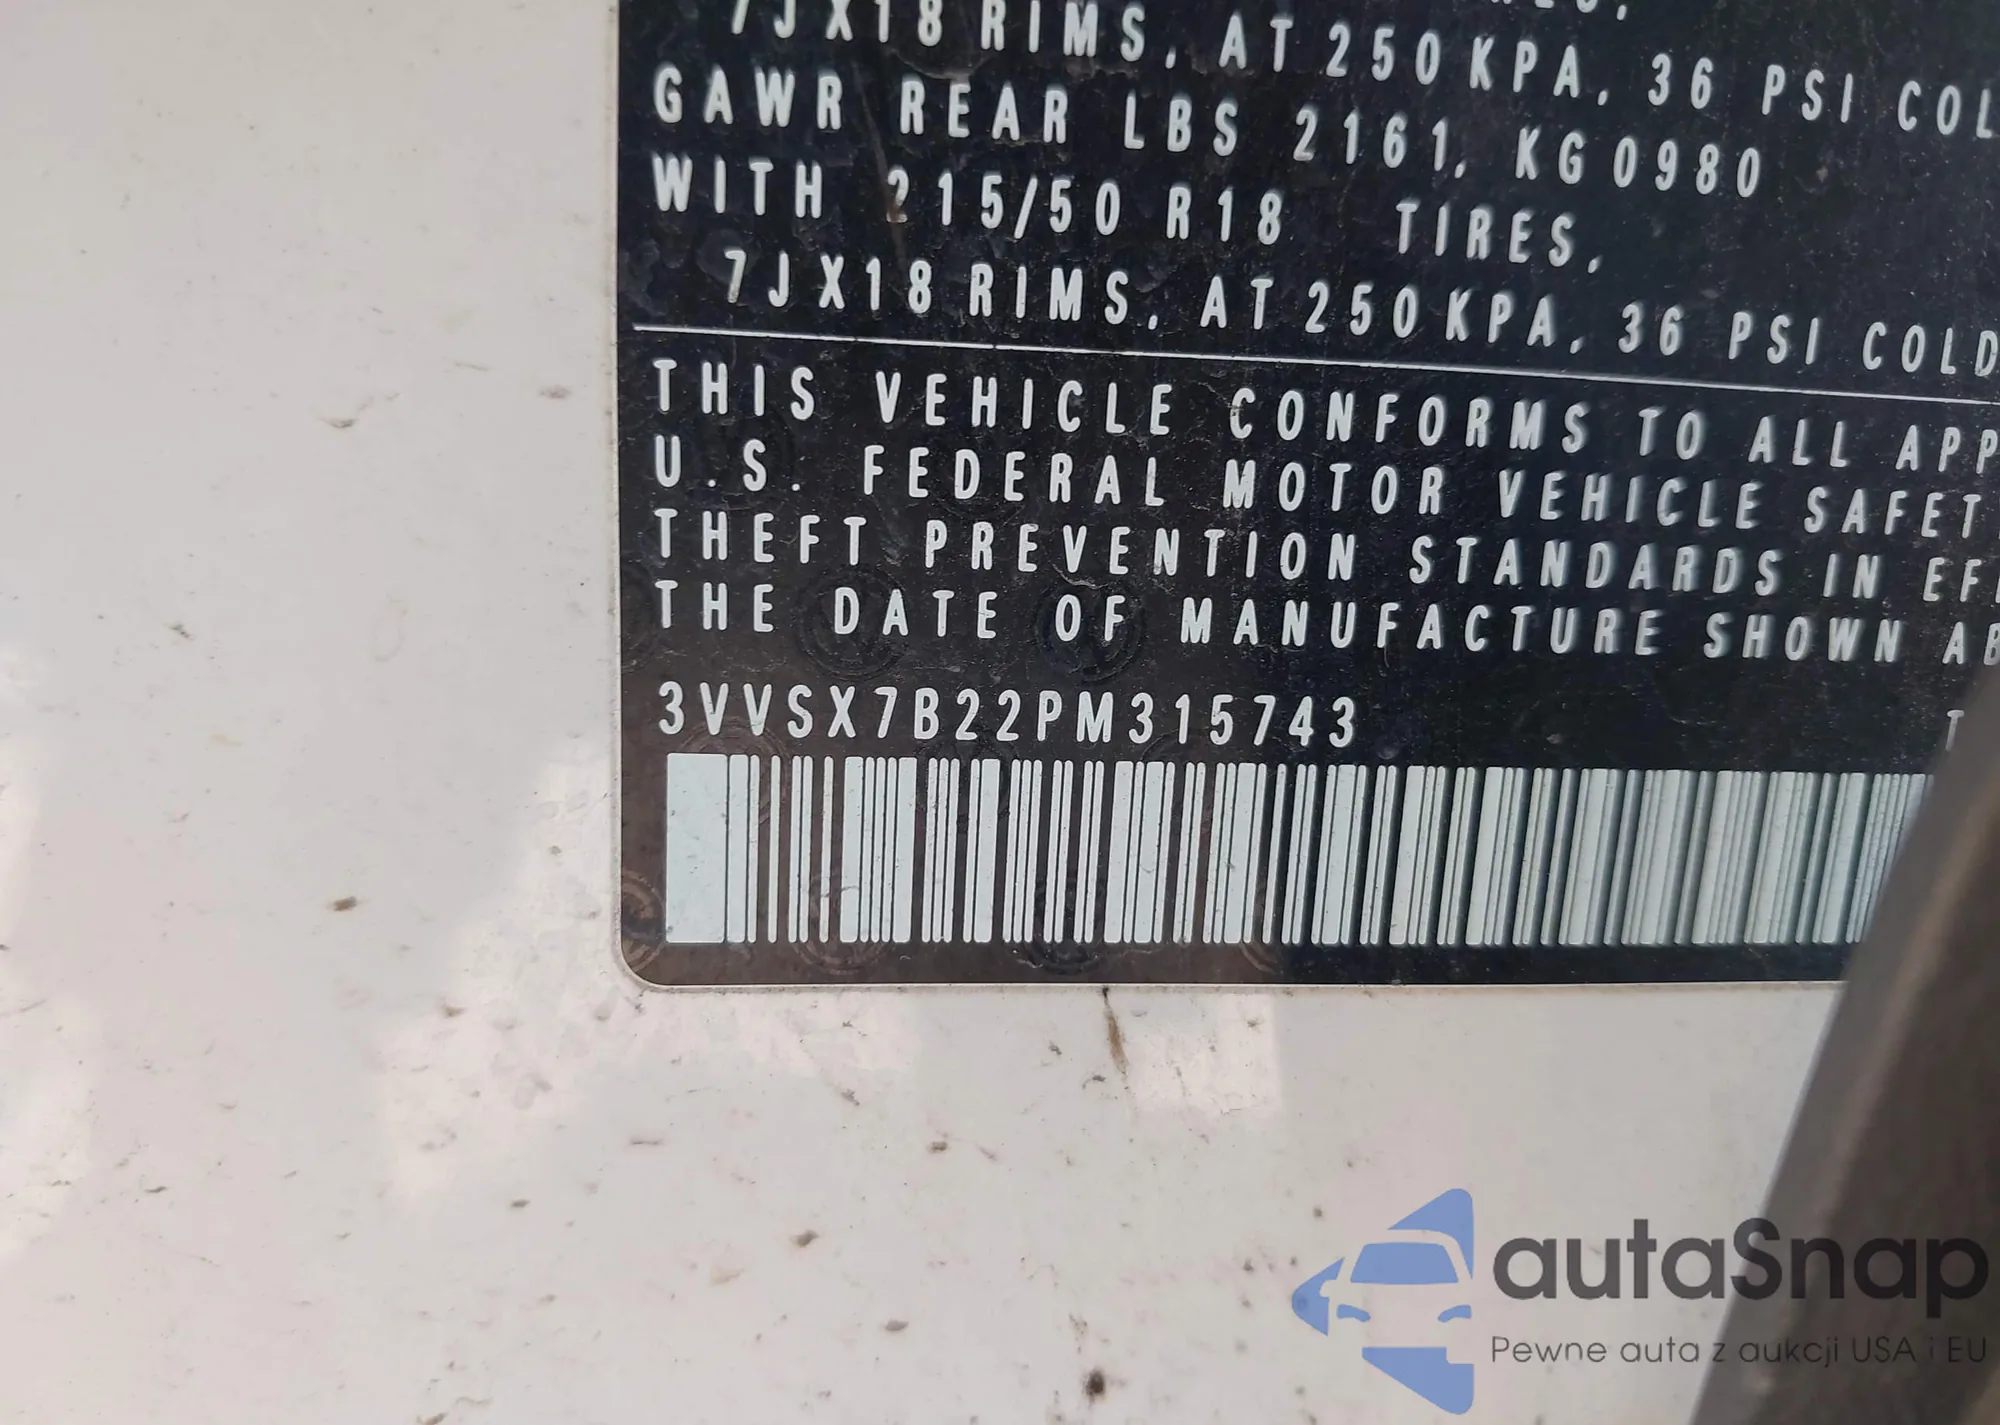 7JX18 RIMS, AT 250 KPA, 36 PSI COL
GAWR REAR LBS 2161, KG 0980
WITH 215/50 R18 TIRES,
7JX18 RIMS, AT 250 KPA, 36 PSI COLD
THIS VEHICLE CONFORMS TO ALL APP
U.S. FEDERAL MOTOR VEHICLE SAFET
THEFT PREVENTION STANDARDS IN EF
THE DATE OF MANUFACTURE SHOWN AB
3VVSX7B22PM315743 T
autaSnap
Pewne auta z aukcji USA i EU